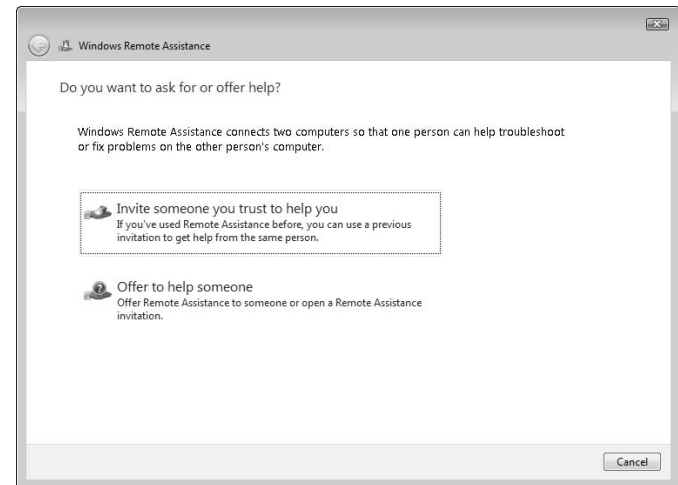 Windows Remote Assistance
Do you want to ask for or offer help?
Windows Remote Assistance connects two computers so that one person can help troubleshoot
or fix problems on the other person's computer.
Invite someone you trust to help you
If you've used Remote Assistance before, you can use a previous
invitation to get help from the same person.
Offer to help someone
Offer Remote Assistance to someone or open a Remote Assistance
invitation.
Cancel